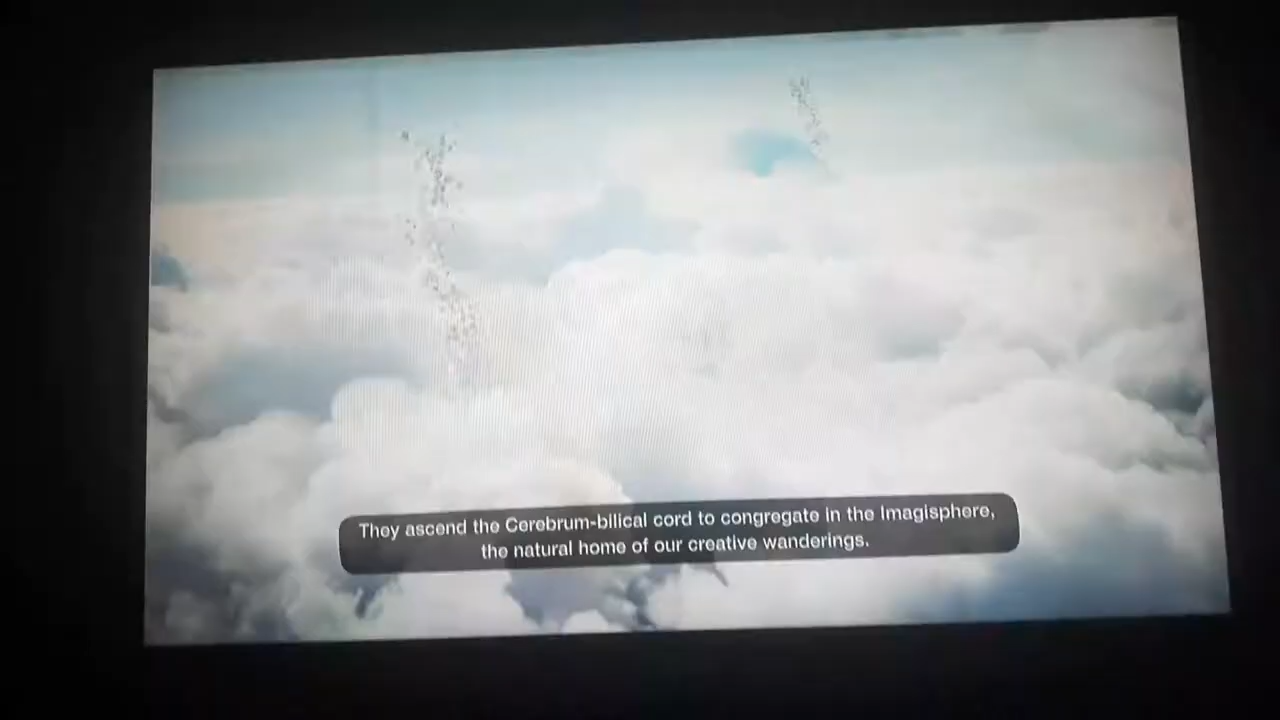 They ascend the Cerebrum-bilical cord to congregate in the Imagisphere,
the natural home of our creative wanderings.